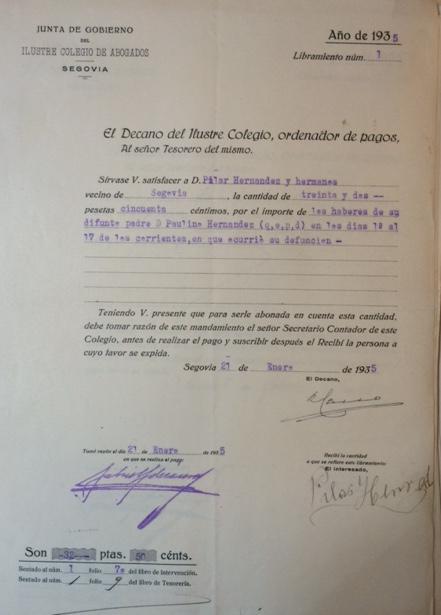 JUNTA DE GOBIERNO
DEL
ILUSTRE COLEGIO DE ABOGADOS
SEGOVIA
Año de 1935
Libramiento núm. 1
El Decano del Ilustre Colegio, ordenador de pagos,
Al señor Tesorero del mismo.
Sírvase V. satisfacer a D. Pilar Hernandez y hermanos
vecino de Segovia, la cantidad de treinta y dos --
pesetas cincuenta céntimos, por el importe de los haberes de su
difunto padre D Paulino Hernandez (q.e.p.d) en los dias 1º al
17 de los corrientes, en que ocurrió su defuncion -
Teniendo V. presente que para serle abonada en cuenta esta cantidad,
debe tomar razón de este mandamiento el señor Secretario Contador de este
Colegio, antes de realizar el pago y suscribir después el Recibí la persona a
cuyo favor se expida.
Segovia 21 de Enero de 1935
El Decano,
Tomé razón el día 21 de Enero de 1935
en que se realiza el pago
Recibí la cantidad
a que se refiere este libramiento:
El interesado,
Pilar Hernz
Son -32-- ptas. 50 cénts.
Sentado al núm. 1 folio 7º del libro de Intervención.
Sentado al núm. 1 folio 9 del libro de Tesorería.